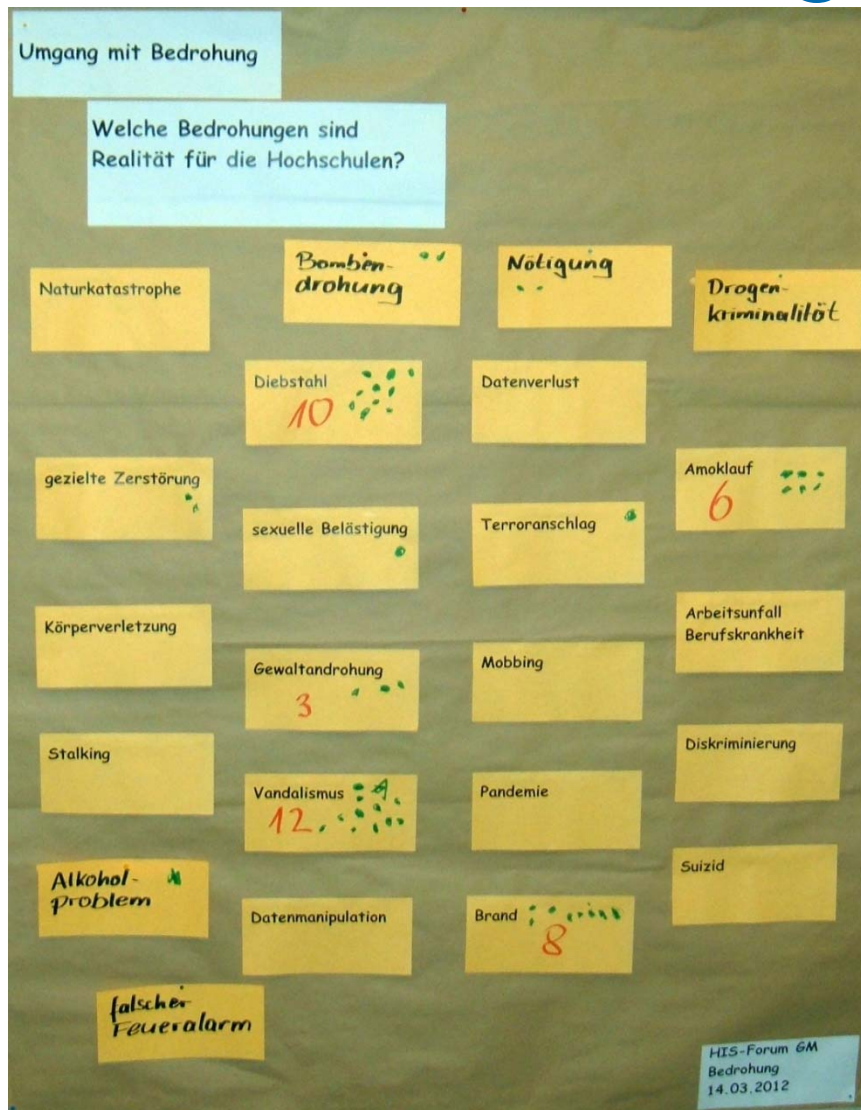 Umgang mit Bedrohung
Welche Bedrohungen sind
Realität für die Hochschulen?
Naturkatastrophe
Bomben-
drohung
Nötigung
Drogen-
kriminalität
Diebstahl
10
Datenverlust
gezielte Zerstörung
Amoklauf
6
sexuelle Belästigung
Terroranschlag
Körperverletzung
Arbeitsunfall
Berufskrankheit
Gewaltandrohung
3
Mobbing
Stalking
Diskriminierung
Vandalismus
12
Pandemie
Alkohol-
problem
Suizid
Datenmanipulation
Brand
8
falscher
Feueralarm
HIS-Forum GM
Bedrohung
14.03.2012